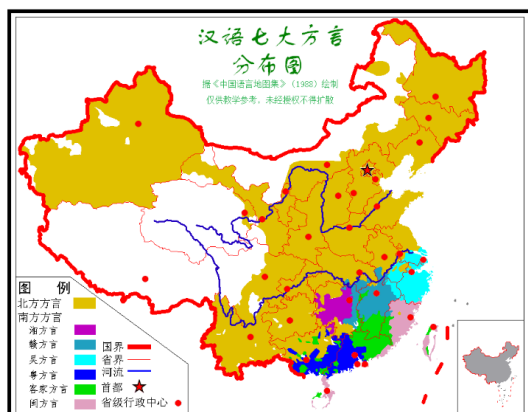 汉语七大方言
分布图
据《中国语言地图集》（1988）绘制
仅供教学参考，未经授权不得扩散
图 例
北方方言
南方方言
湘方言
赣方言
吴方言
粤方言
客家方言
闽方言
国界
省界
河流
首都
省级行政中心